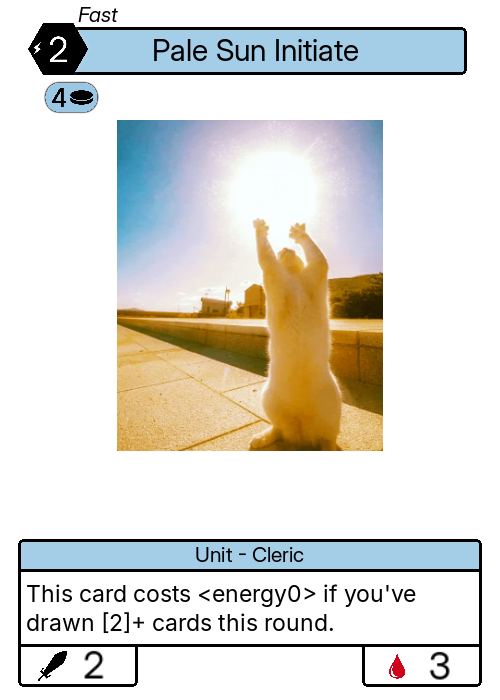 Fast
2
Pale Sun Initiate
4
Unit - Cleric
This card costs <energy0> if you've
drawn [2]+ cards this round.
2
3